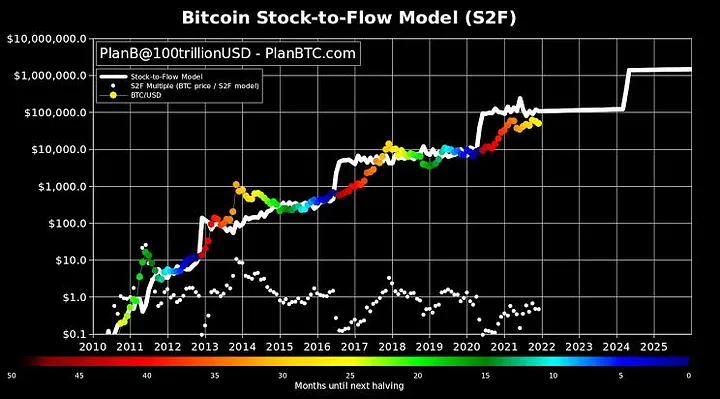 Bitcoin Stock-to-Flow Model (S2F)
$10,000,000.0
PlanB@100trillionUSD - PlanBTC.com
$1,000,000.0
Stock-to-Flow Model
S2F Multiple (BTC price / S2F model)
BTC/USD
$100,000.0
$10,000.0
$1,000.0
$100.0
$10.0
$1.0
$0.1
2010 2011 2012 2013 2014 2015 2016 2017 2018 2019 2020 2021 2022 2023 2024 2025
50 45 40 35 30 25 20 15 10 5 0
Months until next halving